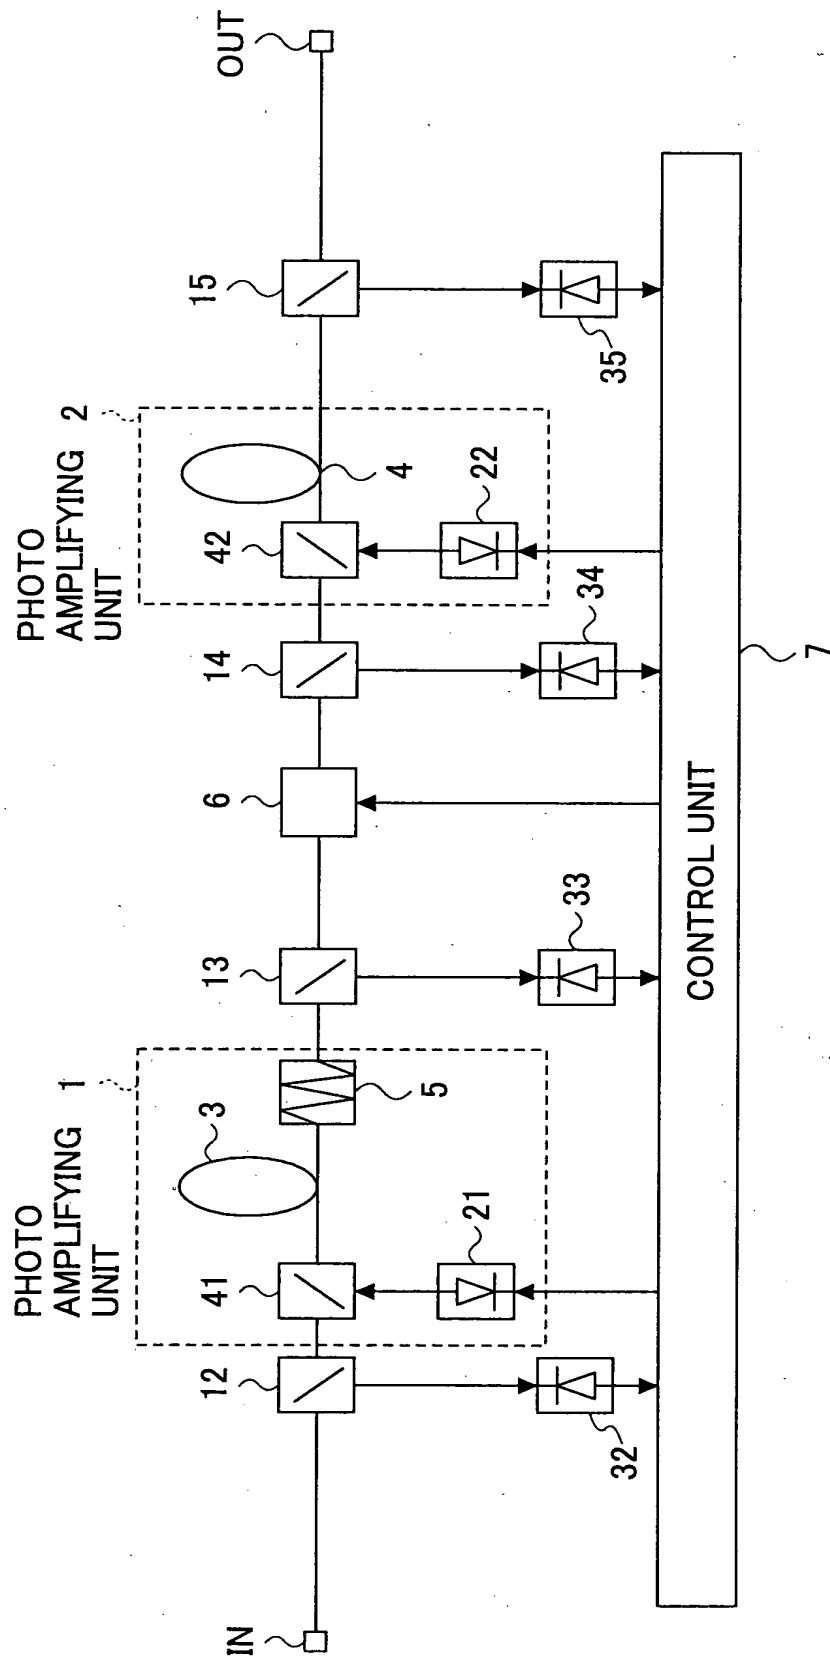 PHOTO
AMPLIFYING 1
UNIT
PHOTO
AMPLIFYING 2
UNIT
3
IN
12
41
5
13
6
14
42
4
15
OUT
21
22
32
33
34
35
CONTROL UNIT
7